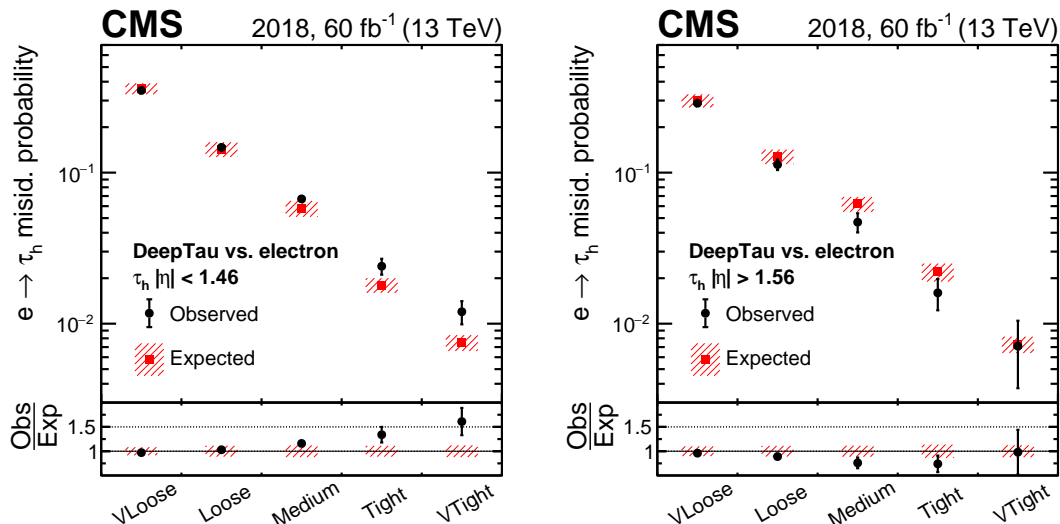 CMS 2018, 60 fb⁻¹ (13 TeV)
e → τₕ misid. probability
10⁻¹
10⁻²
DeepTau vs. electron
τₕ |η| < 1.46
Observed
Expected
Obs
Exp
1.5
1
VLoose Loose Medium Tight VTight
CMS 2018, 60 fb⁻¹ (13 TeV)
e → τₕ misid. probability
10⁻¹
10⁻²
DeepTau vs. electron
τₕ |η| > 1.56
Observed
Expected
Obs
Exp
1.5
1
VLoose Loose Medium Tight VTight